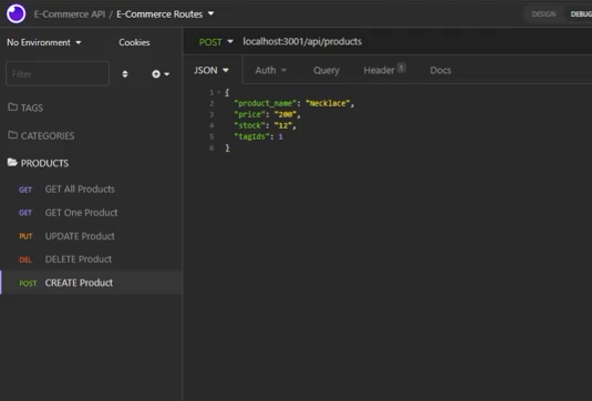 E-Commerce API / E-Commerce Routes
DESIGN
DEBUG
No Environment
Cookies
POST
localhost:3001/api/products
Filter
JSON
Auth
Query
Header 1
Docs
1 {
2 "product_name": "Necklace",
3 "price": "200",
4 "stock": "12",
5 "tagIds": 1
6 }
TAGS
CATEGORIES
PRODUCTS
GET GET All Products
GET GET One Product
PUT UPDATE Product
DEL DELETE Product
POST CREATE Product